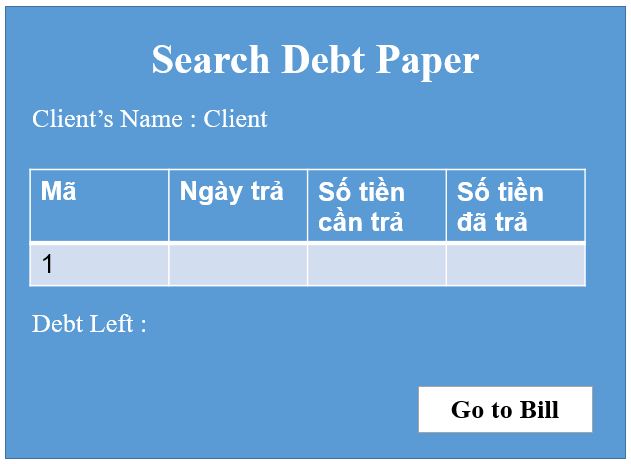 Search Debt Paper
Client’s Name : Client
Mã Ngày trả Số tiền cần trả Số tiền đã trả
1
Debt Left :
Go to Bill